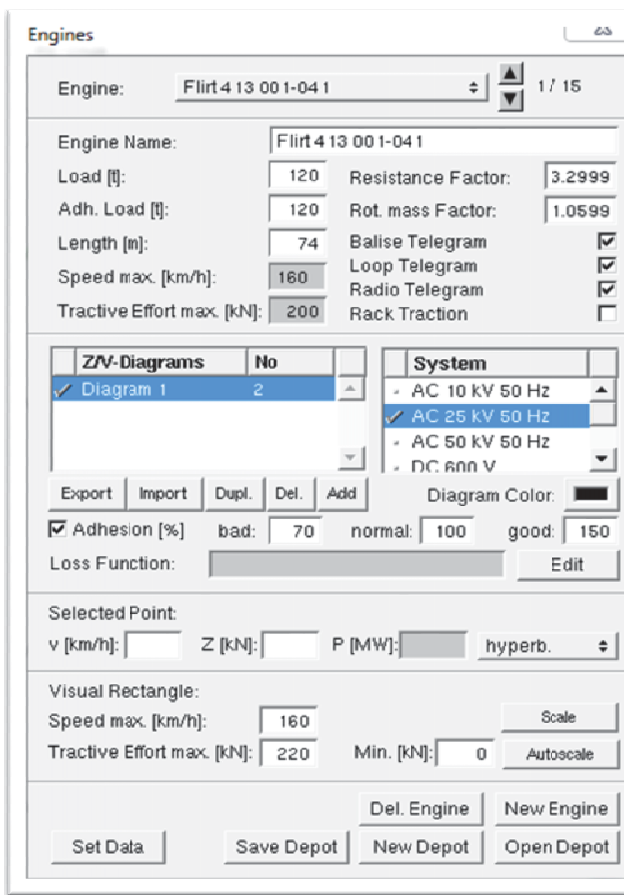 Engines
Engine: Flirt 4 13 001-041 1 / 15
Engine Name: Flirt 4 13 001-041
Load [t]: 120 Resistance Factor: 3.2999
Adh. Load [t]: 120 Rot. mass Factor: 1.0599
Length [m]: 74 Balise Telegram
Speed max. [km/h]: 160 Loop Telegram
Radio Telegram
Tractive Effort max. [kN]: 200 Rack Traction
Z/V-Diagrams No System
Diagram 1 2 AC 10 kV 50 Hz
AC 25 kV 50 Hz
AC 50 kV 50 Hz
DC 600 V
Export Import Dupl. Del. Add Diagram Color:
Adhesion [%] bad: 70 normal: 100 good: 150
Loss Function: Edit
Selected Point:
v [km/h]: Z [kN]: P [MW]: hyperb.
Visual Rectangle:
Speed max. [km/h]: 160 Scale
Tractive Effort max. [kN]: 220 Min. [kN]: 0 Autoscale
Del. Engine New Engine
Set Data Save Depot New Depot Open Depot